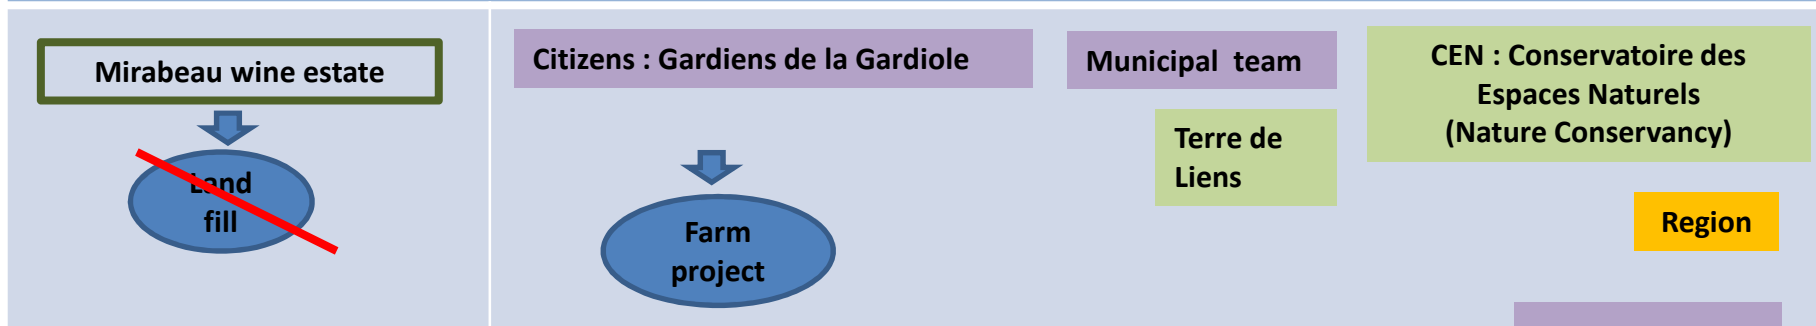 Mirabeau wine estate
Land
fill
Citizens : Gardiens de la Gardiole
Farm
project
Municipal  team
Terre de
Liens
CEN : Conservatoire des
Espaces Naturels
(Nature Conservancy)
Region